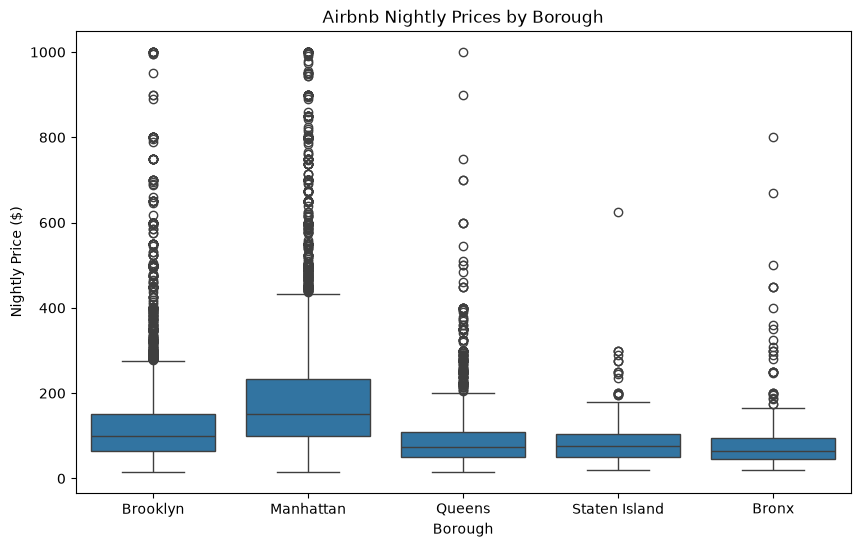 Airbnb Nightly Prices by Borough
Nightly Price ($)
1000
800
600
400
200
0
Brooklyn Manhattan Queens Staten Island Bronx
Borough